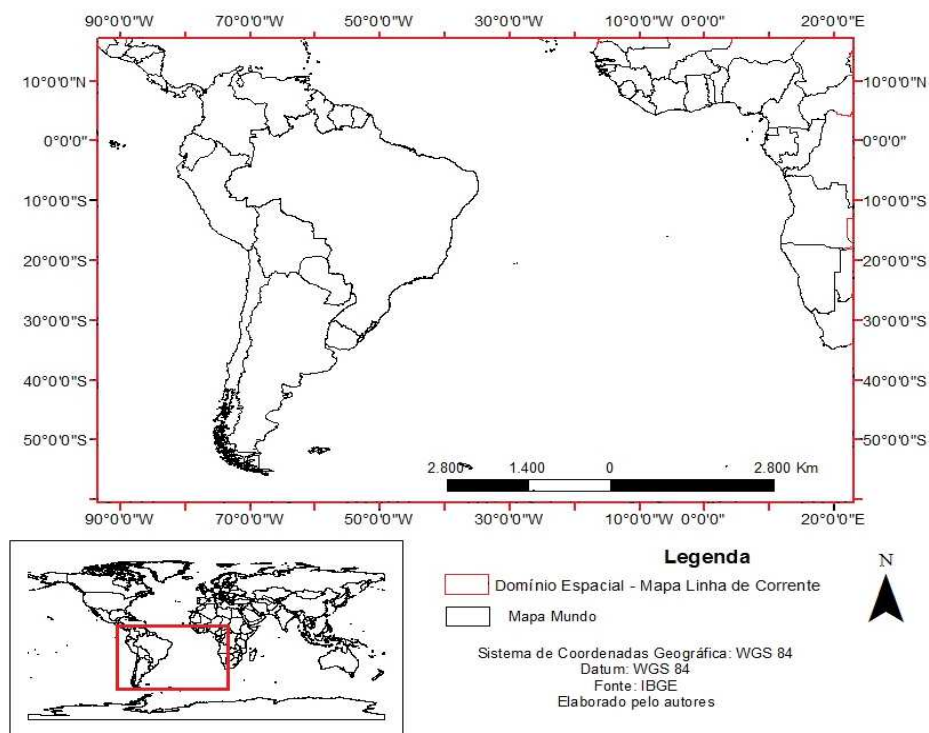 90°0'0"W 70°0'0"W 50°0'0"W 30°0'0"W 10°0'0"W 0°0'0" 20°0'0"E
10°0'0"N 10°0'0"N
0°0'0" 0°0'0"
10°0'0"S 10°0'0"S
20°0'0"S 20°0'0"S
30°0'0"S 30°0'0"S
40°0'0"S 40°0'0"S
50°0'0"S 50°0'0"S
2.800 1.400 0 2.800 Km
90°0'0"W 70°0'0"W 50°0'0"W 30°0'0"W 10°0'0"W 0°0'0" 20°0'0"E
Legenda
Domínio Espacial - Mapa Linha de Corrente
Mapa Mundo
N
Sistema de Coordenadas Geográfica: WGS 84
Datum: WGS 84
Fonte: IBGE
Elaborado pelo autores